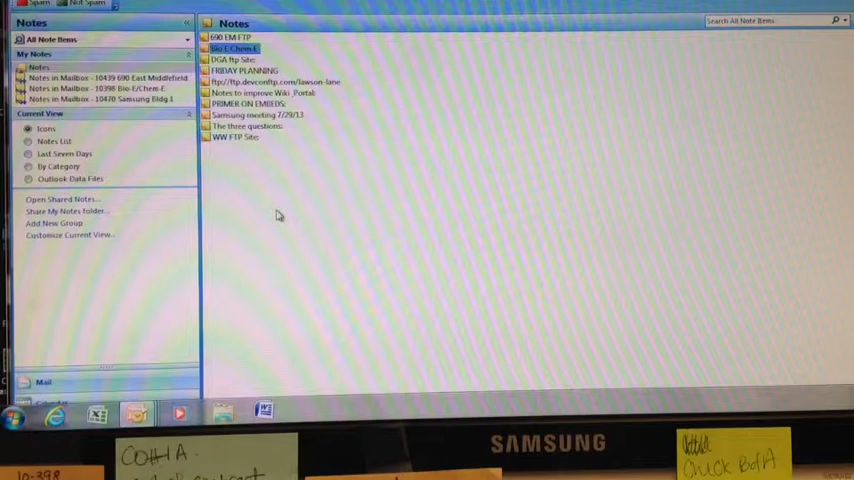 Spam Not Spam
Notes
All Note Items
My Notes
Notes
Notes in Mailbox - 10439 690 East Middlefield
Notes in Mailbox - 10398 Bio-E/Chem-E
Notes in Mailbox - 10470 Samsung Bldg 1
Current View
Icons
Notes List
Last Seven Days
By Category
Outlook Data Files
Open Shared Notes...
Share My Notes folder...
Add New Group
Customize Current View...
Mail
Notes
Search All Note Items
690 EM FTP
Bio E Chem E
DGA ftp Site:
FRIDAY PLANNING
ftp://ftp.devconftp.com/lawson-lane
Notes to improve Wiki Portal:
PRIMER ON EMBEDS:
Samsung meeting 7/29/13
The three questions:
WW FTP Site:
SAMSUNG
10-398